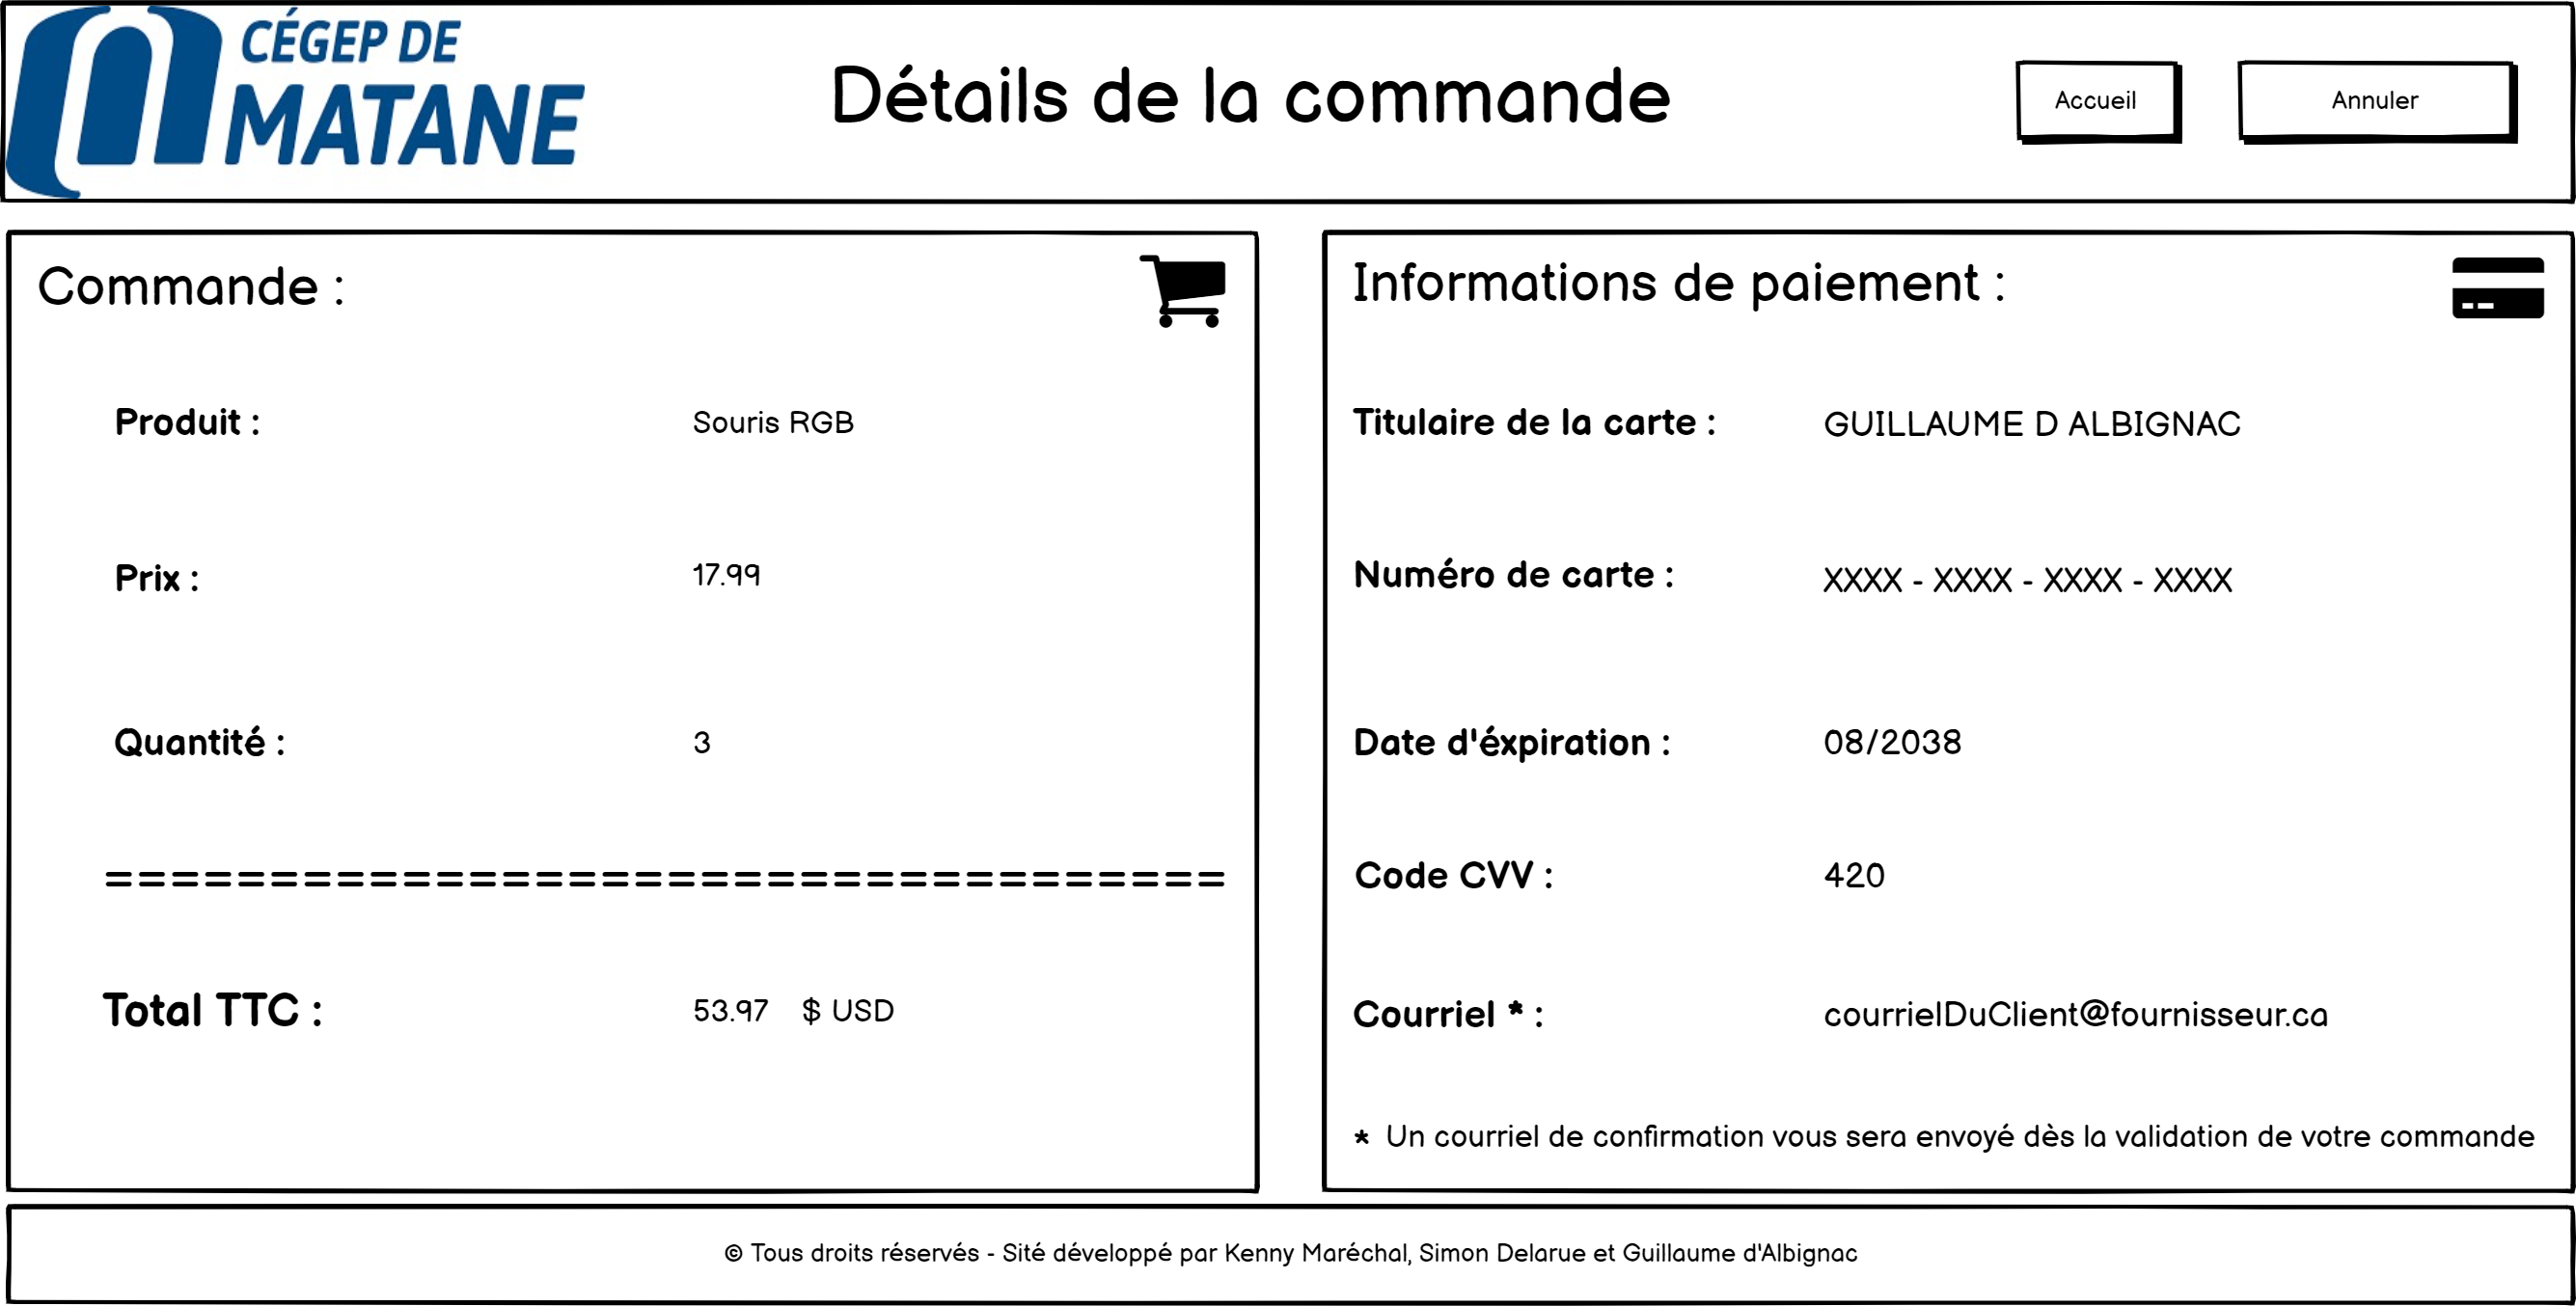 CÉGEP DE
MATANE
Détails de la commande
Accueil
Annuler
Commande :
Produit : Souris RGB
Prix : 17.99
Quantité : 3
==================================
Total TTC : 53.97 $ USD
Informations de paiement :
Titulaire de la carte : GUILLAUME D ALBIGNAC
Numéro de carte : XXXX - XXXX - XXXX - XXXX
Date d'éxpiration : 08/2038
Code CVV : 420
Courriel * : courrielDuClient@fournisseur.ca
* Un courriel de confirmation vous sera envoyé dès la validation de votre commande
© Tous droits réservés - Sité développé par Kenny Maréchal, Simon Delarue et Guillaume d'Albignac